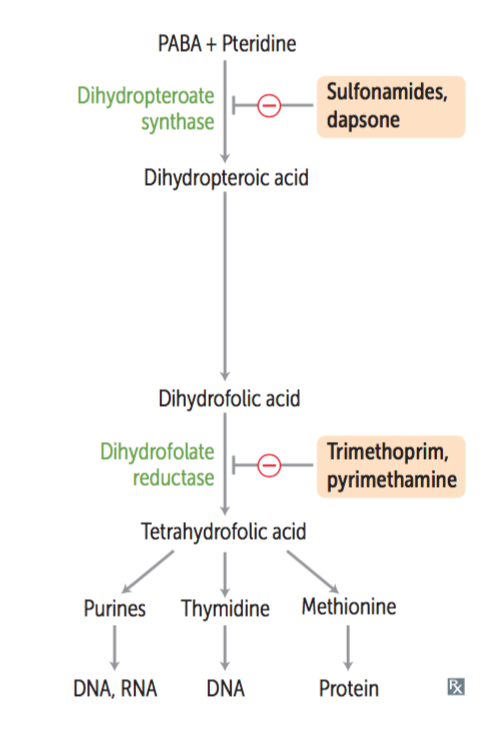 PABA + Pteridine
Dihydropteroate
synthase
Sulfonamides,
dapsone
Dihydropteroic acid
Dihydrofolic acid
Dihydrofolate
reductase
Trimethoprim,
pyrimethamine
Tetrahydrofolic acid
Purines Thymidine Methionine
DNA, RNA DNA Protein ℞